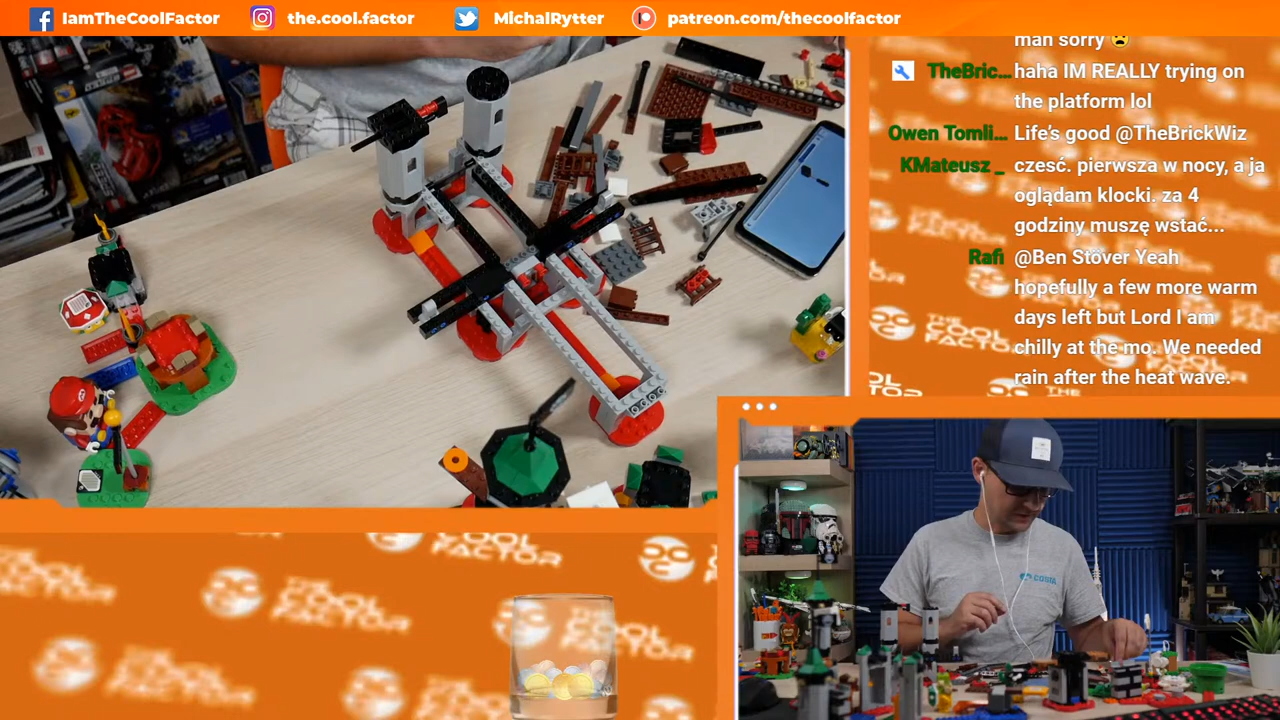 IamTheCoolFactor
the.cool.factor
MichalRytter
patreon.com/thecoolfactor
man sorry 😦
TheBric... haha IM REALLY trying on
the platform lol
Owen Tomli... Life's good @TheBrickWiz
KMateusz _ cześć. pierwsza w nocy, a ja
oglądam klocki. za 4
godziny muszę wstać...
Rafi @Ben Stöver Yeah
hopefully a few more warm
days left but Lord I am
chilly at the mo. We needed
rain after the heat wave.
THE
COOL
FACTOR
THE
COOL
FACTOR